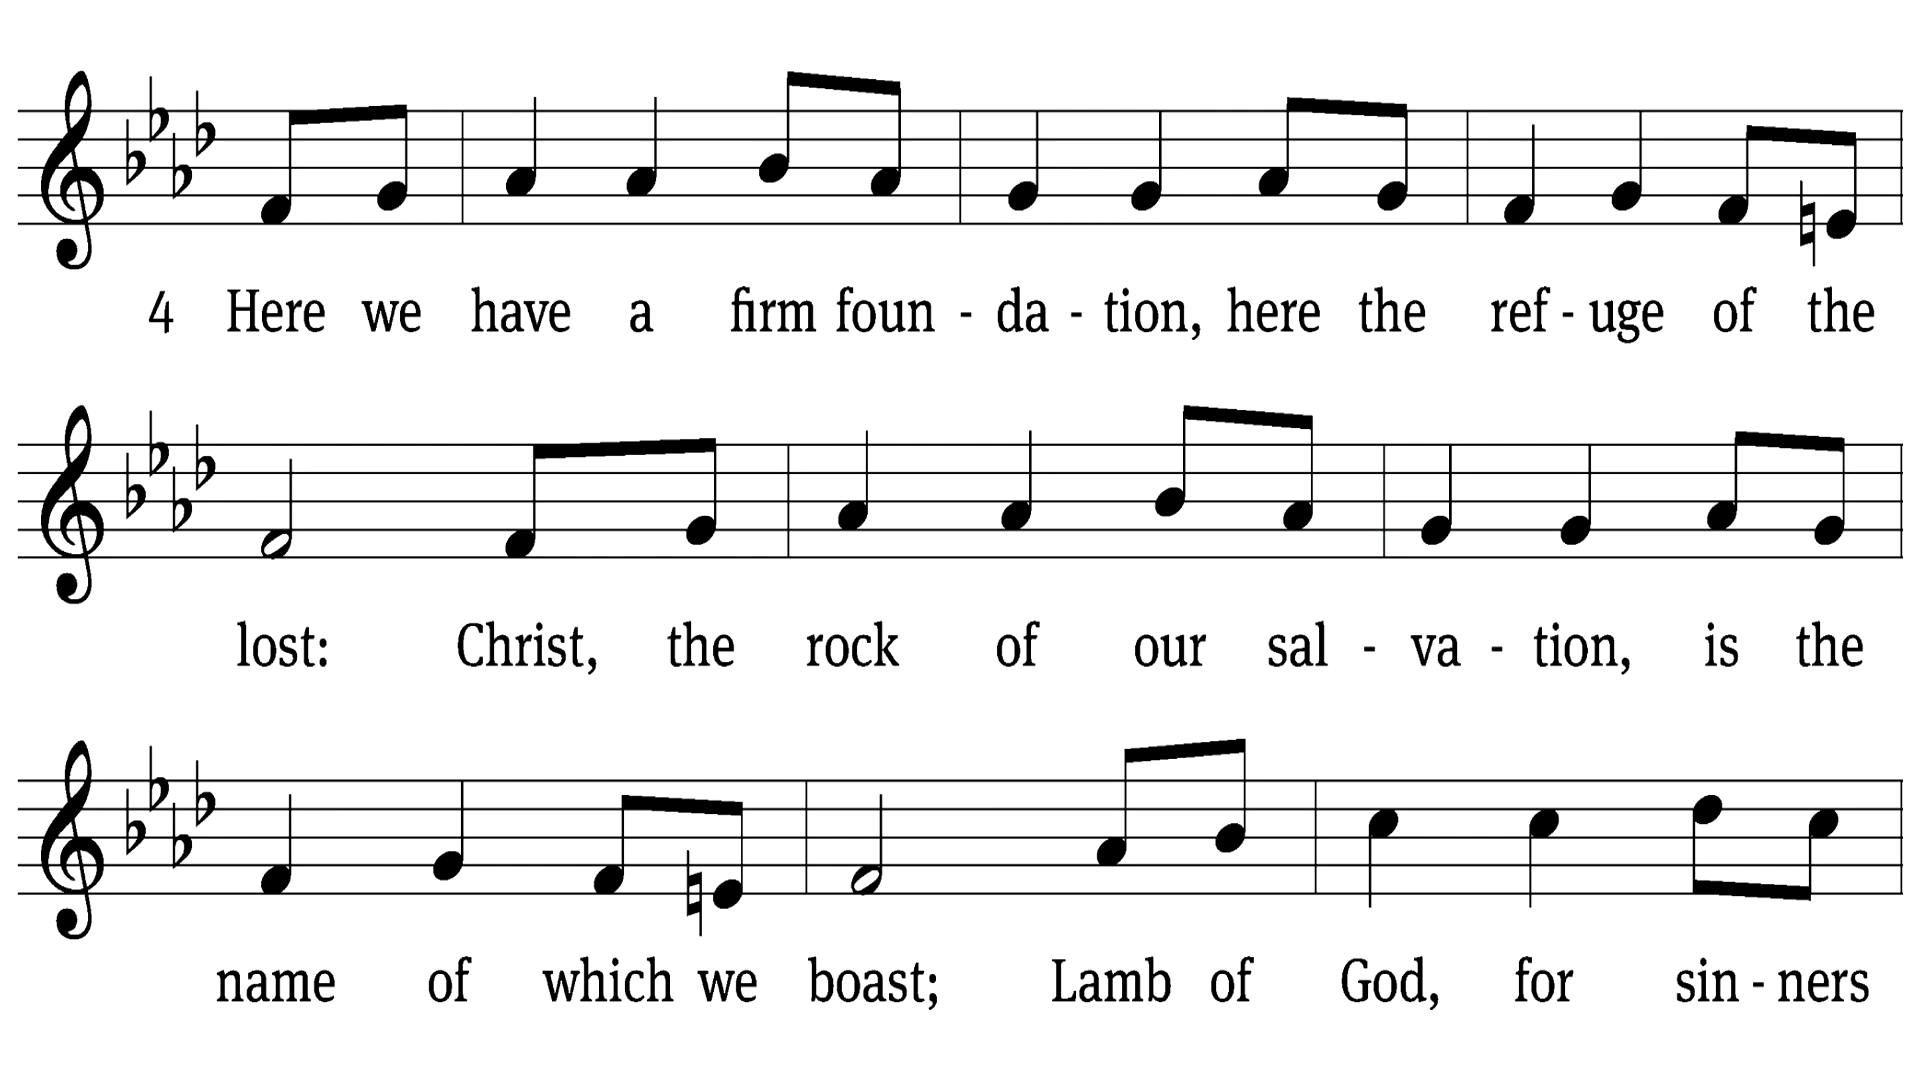 4 Here we have a firm foun - da - tion, here the ref - uge of the
lost: Christ, the rock of our sal - va - tion, is the
name of which we boast; Lamb of God, for sin - ners